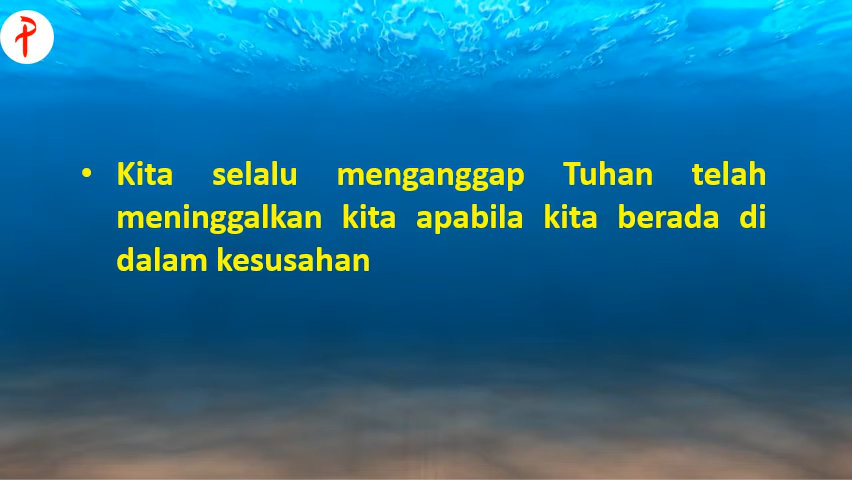 • Kita selalu menganggap Tuhan telah
meninggalkan kita apabila kita berada di
dalam kesusahan